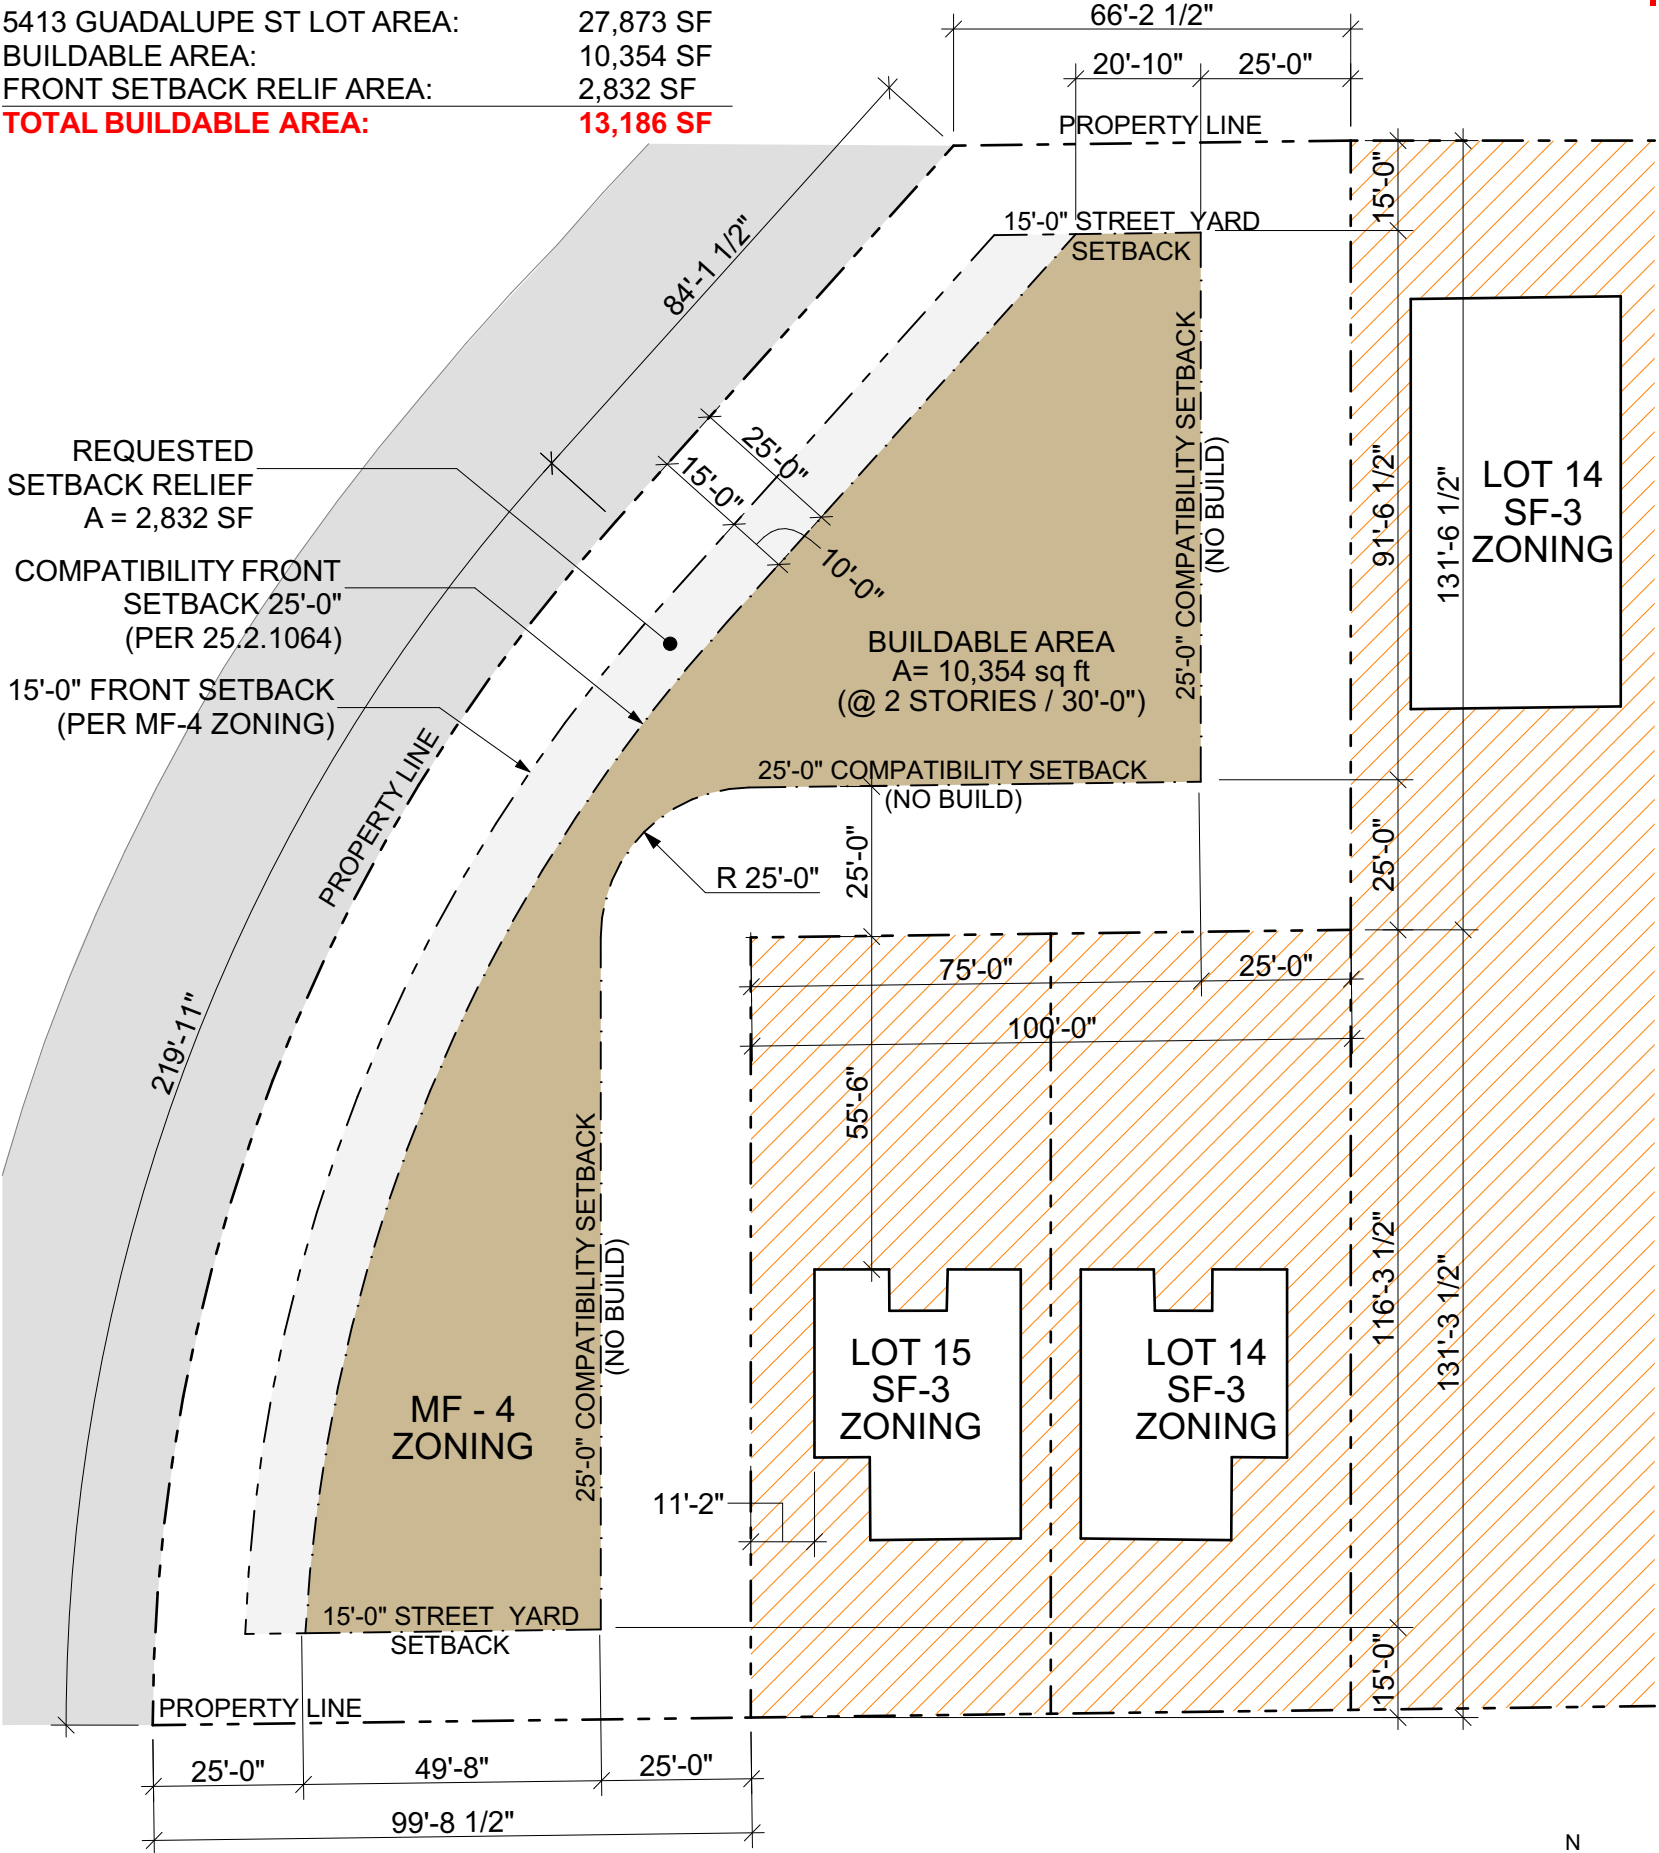 5413 GUADALUPE ST LOT AREA: 27,873 SF
BUILDABLE AREA: 10,354 SF
FRONT SETBACK RELIF AREA: 2,832 SF
TOTAL BUILDABLE AREA: 13,186 SF
66'-2 1/2"
20'-10"
25'-0"
PROPERTY LINE
15'-0"
15'-0" STREET YARD
SETBACK
84'-1 1/2"
25'-0" COMPATIBILITY SETBACK
(NO BUILD)
REQUESTED
SETBACK RELIEF
A = 2,832 SF
25'-0"
15'-0"
10'-0"
91'-6 1/2"
131'-6 1/2"
LOT 14
SF-3
ZONING
COMPATIBILITY FRONT
SETBACK 25'-0"
(PER 25.2.1064)
15'-0" FRONT SETBACK
(PER MF-4 ZONING)
BUILDABLE AREA
A= 10,354 sq ft
(@ 2 STORIES / 30'-0")
PROPERTY LINE
25'-0" COMPATIBILITY SETBACK
(NO BUILD)
R 25'-0"
25'-0"
25'-0"
75'-0"
25'-0"
100'-0"
219'-11"
55'-6"
25'-0" COMPATIBILITY SETBACK
(NO BUILD)
116'-3 1/2"
131'-3 1/2"
MF - 4
ZONING
LOT 15
SF-3
ZONING
LOT 14
SF-3
ZONING
11'-2"
15'-0" STREET YARD
SETBACK
15'-0"
PROPERTY LINE
25'-0"
49'-8"
25'-0"
99'-8 1/2"
N